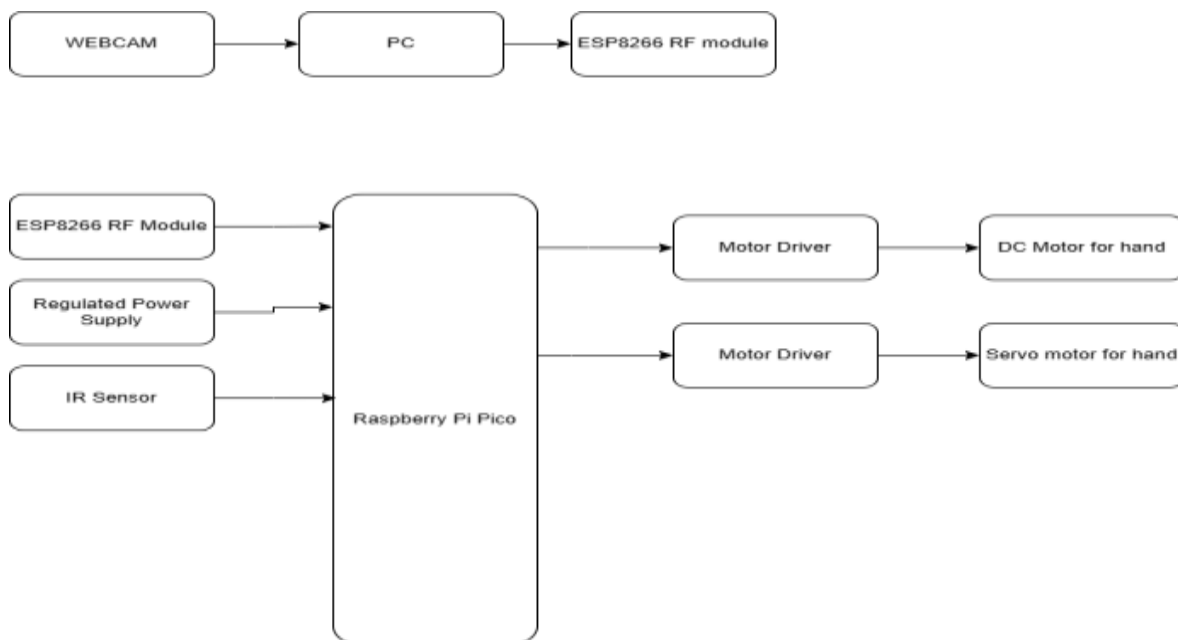 WEBCAM
PC
ESP8266 RF module
ESP8266 RF Module
Regulated Power
Supply
IR Sensor
Raspberry Pi Pico
Motor Driver
DC Motor for hand
Motor Driver
Servo motor for hand